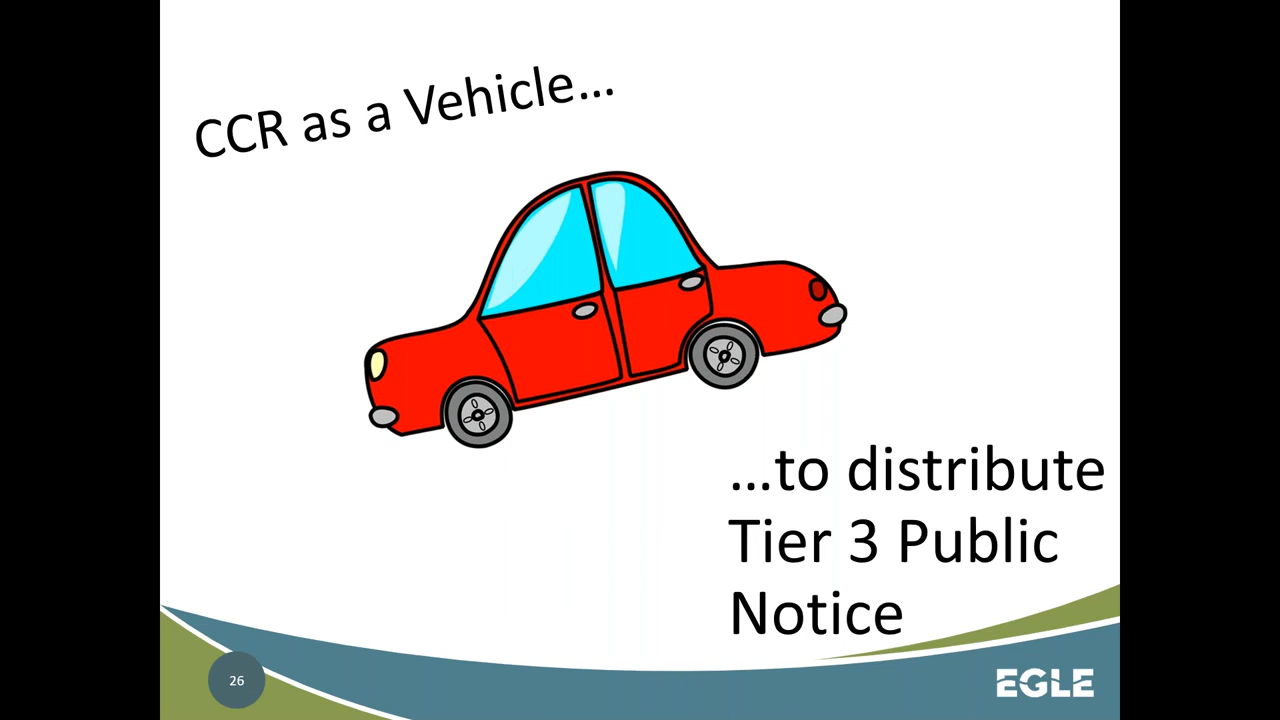 CCR as a Vehicle...
...to distribute
Tier 3 Public
Notice
26
EGLE